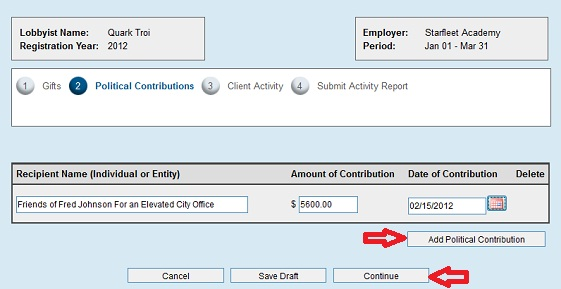 Lobbyist Name: Quark Troi
Registration Year: 2012
Employer: Starfleet Academy
Period: Jan 01 - Mar 31
1 Gifts 2 Political Contributions 3 Client Activity 4 Submit Activity Report
Recipient Name (Individual or Entity) Amount of Contribution Date of Contribution Delete
Friends of Fred Johnson For an Elevated City Office $ 5600.00 02/15/2012
Add Political Contribution
Cancel Save Draft Continue